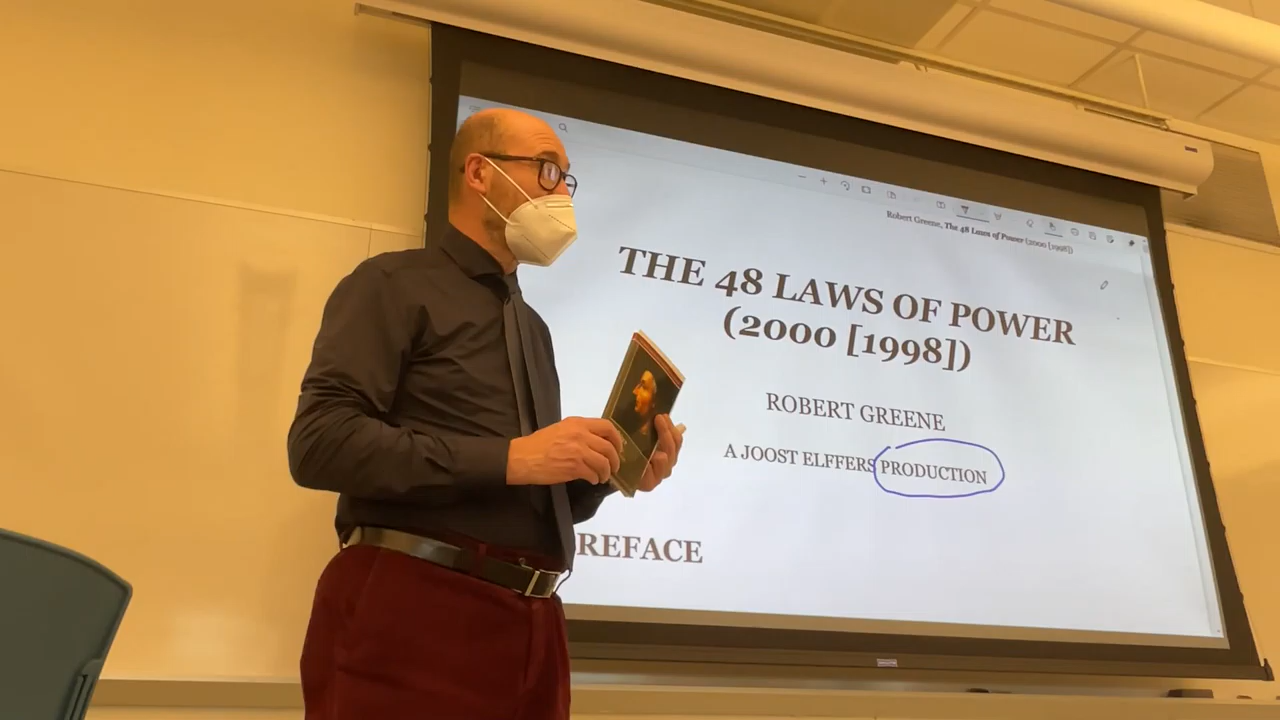 Robert Greene, The 48 Laws of Power (2000 [1998])
THE 48 LAWS OF POWER
(2000 [1998])
ROBERT GREENE
A JOOST ELFFERS PRODUCTION
REFACE